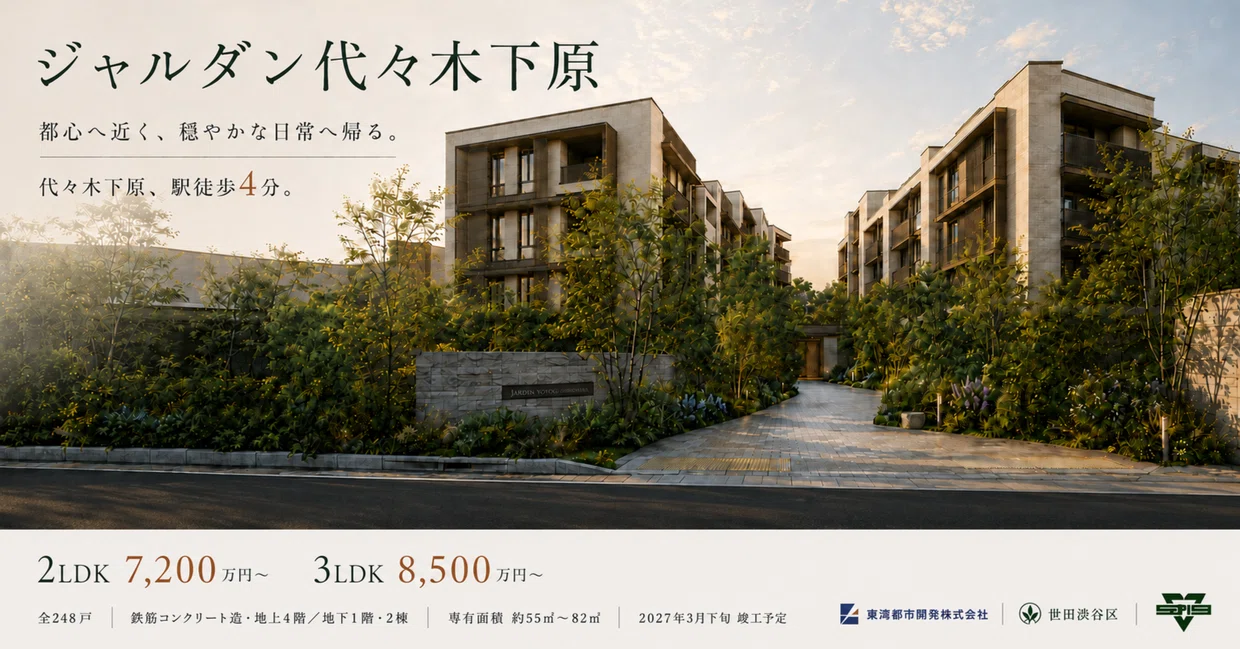 ジャルダン代々木下原
都心へ近く、穏やかな日常へ帰る。
代々木下原、駅徒歩4分。
JARDIN YOYOGI
2LDK 7,200万円～ 3LDK 8,500万円～
全248戸 鉄筋コンクリート造・地上4階／地下1階・2棟 専有面積 約55㎡～82㎡ 2027年3月下旬 竣工予定
東湾都市開発株式会社 世田渋谷区